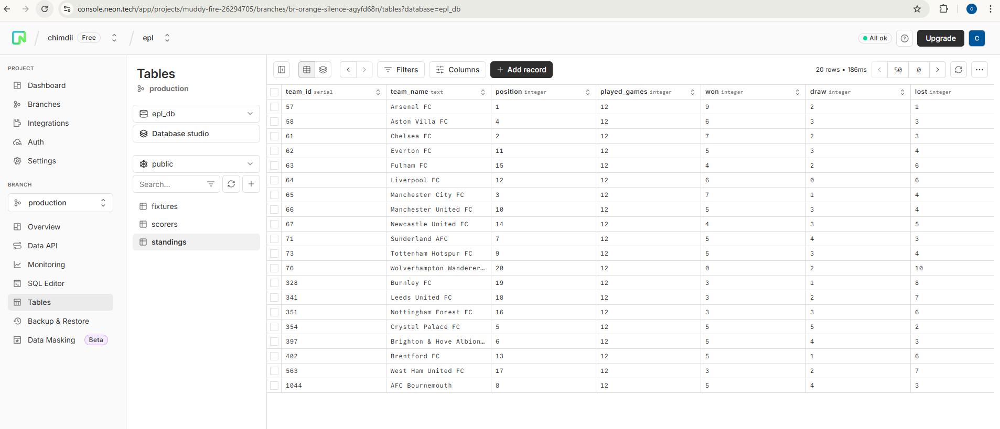 console.neon.tech/app/projects/muddy-fire-26294705/branches/br-orange-silence-agyfd68n/tables?database=epl_db
c
chimdii Free epl All ok Upgrade C
PROJECT
Dashboard
Branches
Integrations
Auth
Settings
BRANCH
production
Overview
Data API
Monitoring
SQL Editor
Tables
Backup & Restore
Data Masking Beta
Tables
production
epl_db
Database studio
public
Search...
fixtures
scorers
standings
Filters Columns Add record 20 rows • 186ms 50 0
team_id serial team_name text position integer played_games integer won integer draw integer lost integer
57 Arsenal FC 1 12 9 2 1
58 Aston Villa FC 4 12 6 3 3
61 Chelsea FC 2 12 7 2 3
62 Everton FC 11 12 5 3 4
63 Fulham FC 15 12 4 2 6
64 Liverpool FC 12 12 6 0 6
65 Manchester City FC 3 12 7 1 4
66 Manchester United FC 10 12 5 3 4
67 Newcastle United FC 14 12 4 3 5
71 Sunderland AFC 7 12 5 4 3
73 Tottenham Hotspur FC 9 12 5 3 4
76 Wolverhampton Wanderer… 20 12 0 2 10
328 Burnley FC 19 12 3 1 8
341 Leeds United FC 18 12 3 2 7
351 Nottingham Forest FC 16 12 3 3 6
354 Crystal Palace FC 5 12 5 5 2
397 Brighton & Hove Albion… 6 12 5 4 3
402 Brentford FC 13 12 5 1 6
563 West Ham United FC 17 12 3 2 7
1044 AFC Bournemouth 8 12 5 4 3